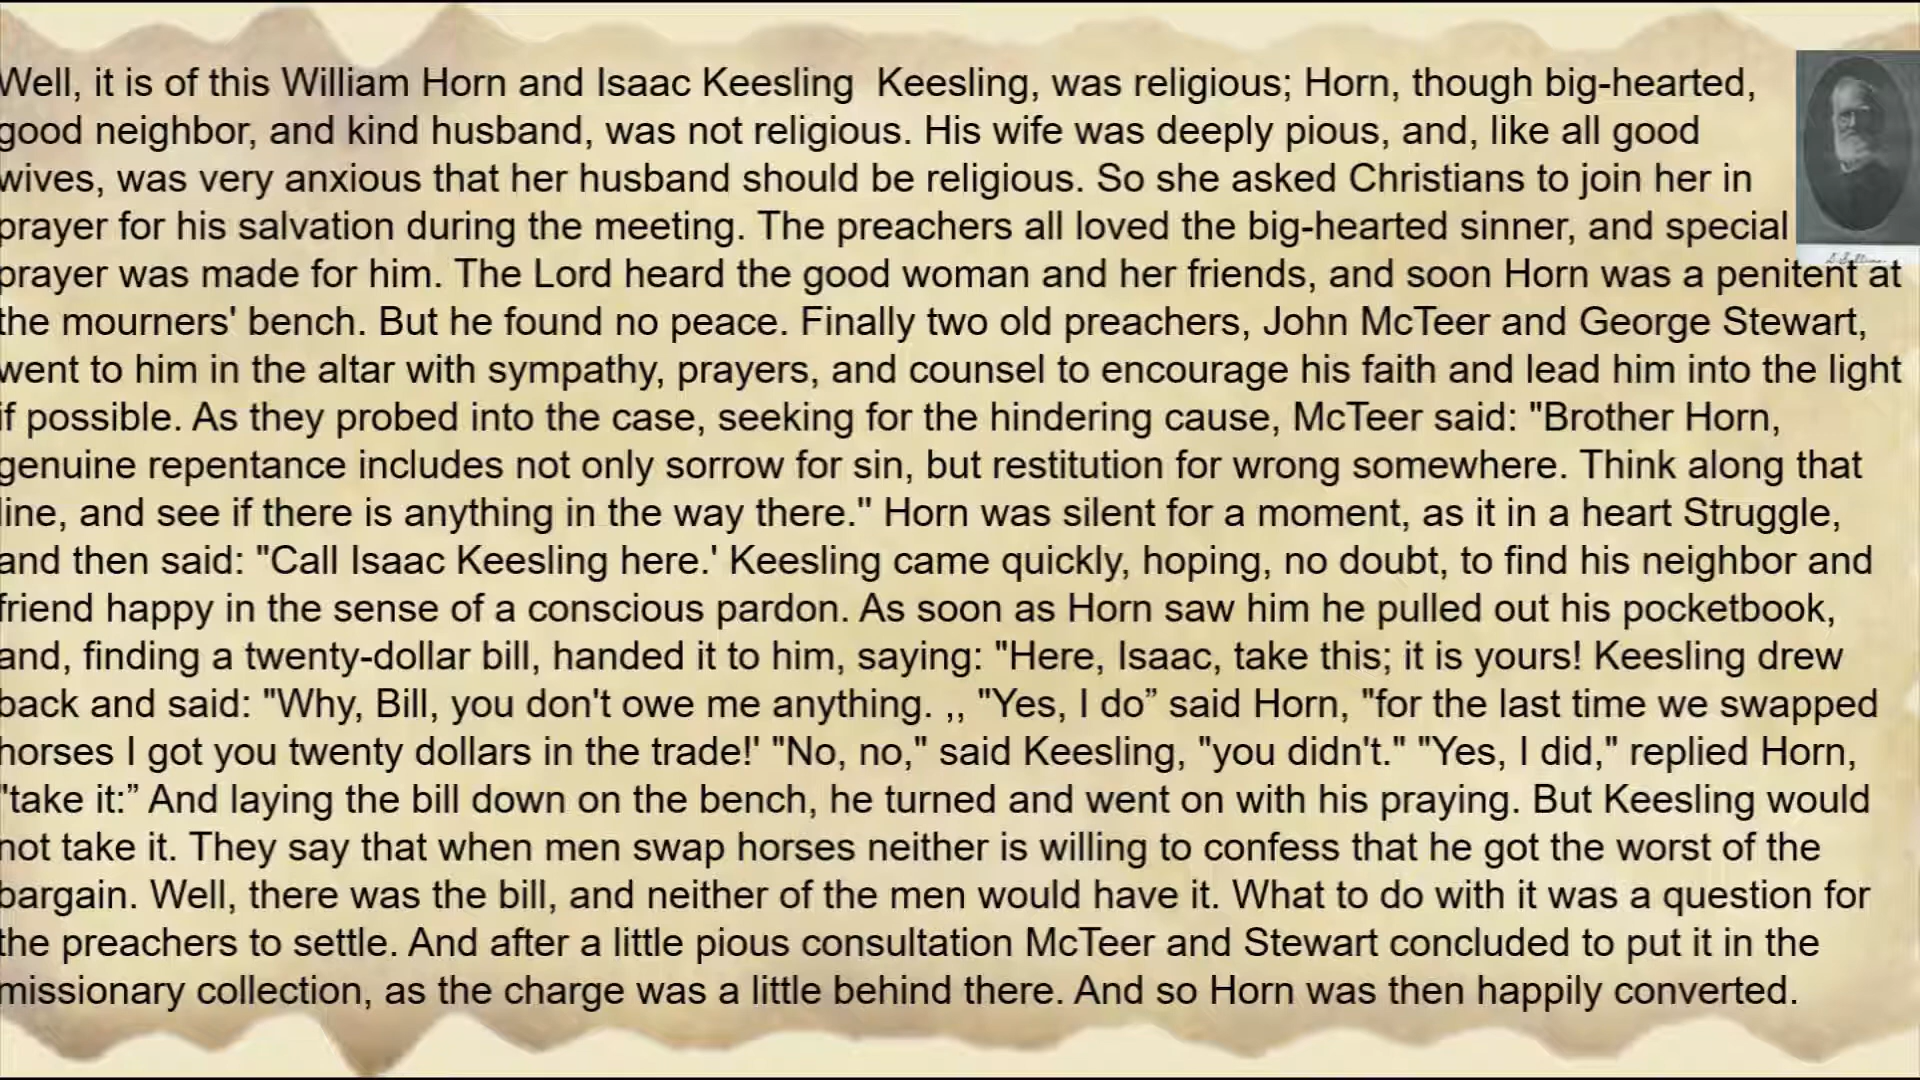 Well, it is of this William Horn and Isaac Keesling  Keesling, was religious; Horn, though big-hearted,
good neighbor, and kind husband, was not religious. His wife was deeply pious, and, like all good
wives, was very anxious that her husband should be religious. So she asked Christians to join her in
prayer for his salvation during the meeting. The preachers all loved the big-hearted sinner, and special
prayer was made for him. The Lord heard the good woman and her friends, and soon Horn was a penitent at
the mourners' bench. But he found no peace. Finally two old preachers, John McTeer and George Stewart,
went to him in the altar with sympathy, prayers, and counsel to encourage his faith and lead him into the light
if possible. As they probed into the case, seeking for the hindering cause, McTeer said: "Brother Horn,
genuine repentance includes not only sorrow for sin, but restitution for wrong somewhere. Think along that
line, and see if there is anything in the way there." Horn was silent for a moment, as it in a heart Struggle,
and then said: "Call Isaac Keesling here.' Keesling came quickly, hoping, no doubt, to find his neighbor and
friend happy in the sense of a conscious pardon. As soon as Horn saw him he pulled out his pocketbook,
and, finding a twenty-dollar bill, handed it to him, saying: "Here, Isaac, take this; it is yours! Keesling drew
back and said: "Why, Bill, you don't owe me anything. ,, "Yes, I do” said Horn, "for the last time we swapped
horses I got you twenty dollars in the trade!' "No, no," said Keesling, "you didn't." "Yes, I did," replied Horn,
"take it:” And laying the bill down on the bench, he turned and went on with his praying. But Keesling would
not take it. They say that when men swap horses neither is willing to confess that he got the worst of the
bargain. Well, there was the bill, and neither of the men would have it. What to do with it was a question for
the preachers to settle. And after a little pious consultation McTeer and Stewart concluded to put it in the
missionary collection, as the charge was a little behind there. And so Horn was then happily converted.